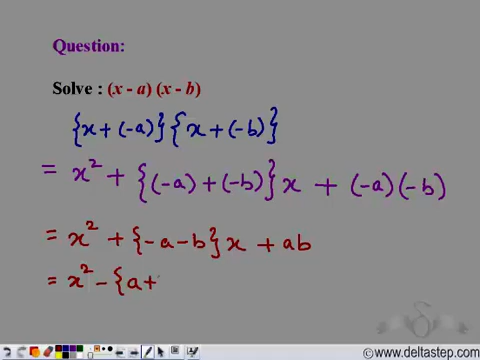 Question:
Solve : (x - a) (x - b)
{x + (-a)} {x + (-b)}
= x² + {(-a) + (-b)} x + (-a) (-b)
= x² + {-a - b} x + ab
= x² - {a +
© www.deltastep.com